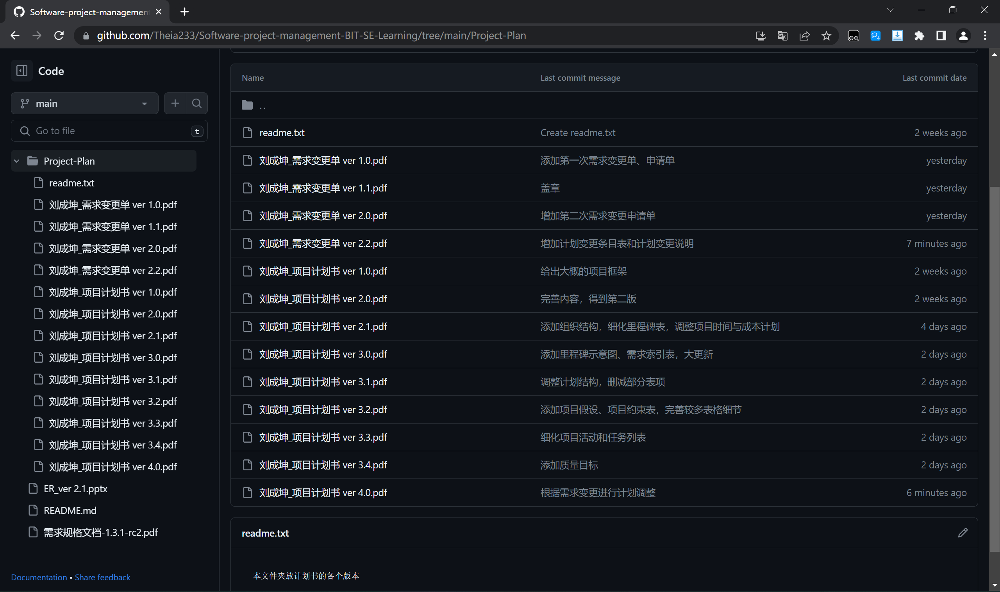 Software-project-managemen
github.com/Theia233/Software-project-management-BIT-SE-Learning/tree/main/Project-Plan
Code
main
Go to file
t
Project-Plan
readme.txt
刘成坤_需求变更单 ver 1.0.pdf
刘成坤_需求变更单 ver 1.1.pdf
刘成坤_需求变更单 ver 2.0.pdf
刘成坤_需求变更单 ver 2.2.pdf
刘成坤_项目计划书 ver 1.0.pdf
刘成坤_项目计划书 ver 2.0.pdf
刘成坤_项目计划书 ver 2.1.pdf
刘成坤_项目计划书 ver 3.0.pdf
刘成坤_项目计划书 ver 3.1.pdf
刘成坤_项目计划书 ver 3.2.pdf
刘成坤_项目计划书 ver 3.3.pdf
刘成坤_项目计划书 ver 3.4.pdf
刘成坤_项目计划书 ver 4.0.pdf
ER_ver 2.1.pptx
README.md
需求规格文档-1.3.1-rc2.pdf
Documentation • Share feedback
Name Last commit message Last commit date
..
readme.txt Create readme.txt 2 weeks ago
刘成坤_需求变更单 ver 1.0.pdf 添加第一次需求变更单、申请单 yesterday
刘成坤_需求变更单 ver 1.1.pdf 盖章 yesterday
刘成坤_需求变更单 ver 2.0.pdf 增加第二次需求变更申请单 yesterday
刘成坤_需求变更单 ver 2.2.pdf 增加计划变更条目表和计划变更说明 7 minutes ago
刘成坤_项目计划书 ver 1.0.pdf 给出大概的项目框架 2 weeks ago
刘成坤_项目计划书 ver 2.0.pdf 完善内容，得到第二版 2 weeks ago
刘成坤_项目计划书 ver 2.1.pdf 添加组织结构，细化里程碑表，调整项目时间与成本计划 4 days ago
刘成坤_项目计划书 ver 3.0.pdf 添加里程碑示意图、需求索引表，大更新 2 days ago
刘成坤_项目计划书 ver 3.1.pdf 调整计划结构，删减部分表项 2 days ago
刘成坤_项目计划书 ver 3.2.pdf 添加项目假设、项目约束表，完善较多表格细节 2 days ago
刘成坤_项目计划书 ver 3.3.pdf 细化项目活动和任务列表 2 days ago
刘成坤_项目计划书 ver 3.4.pdf 添加质量目标 2 days ago
刘成坤_项目计划书 ver 4.0.pdf 根据需求变更进行计划调整 6 minutes ago
readme.txt
本文件夹放计划书的各个版本